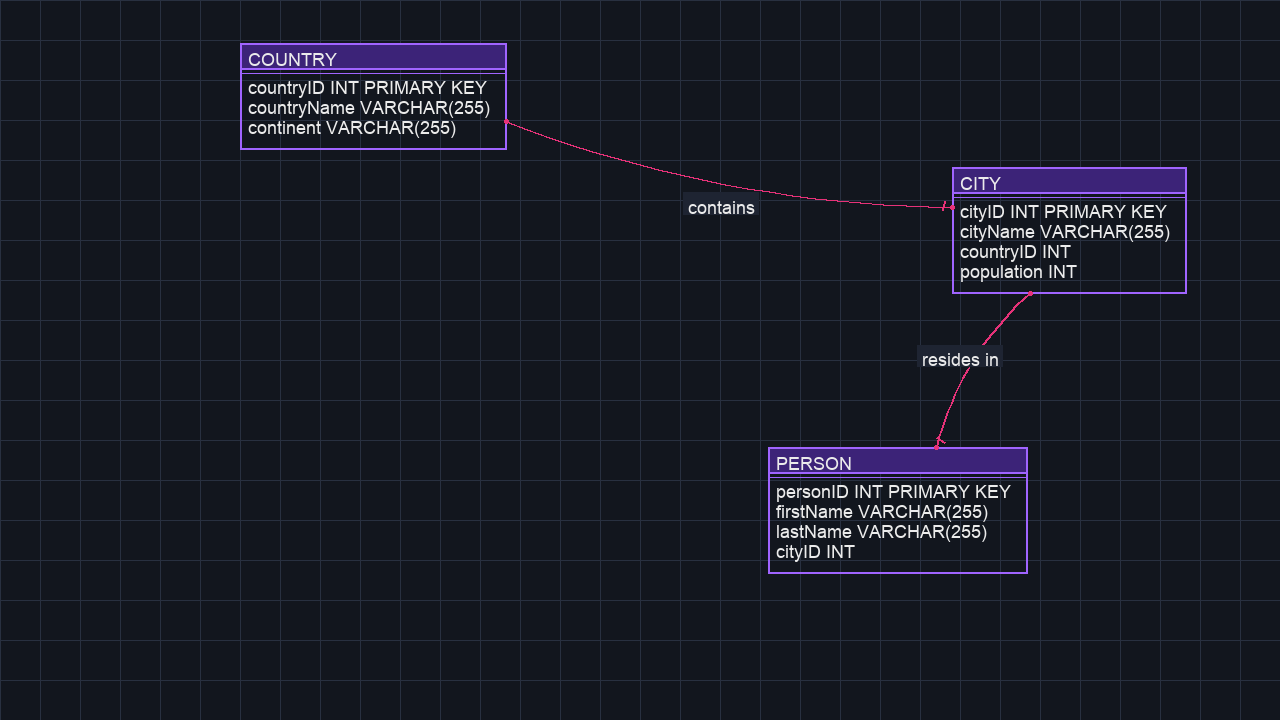 COUNTRY
countryID INT PRIMARY KEY
countryName VARCHAR(255)
continent VARCHAR(255)
contains
CITY
cityID INT PRIMARY KEY
cityName VARCHAR(255)
countryID INT
population INT
resides in
PERSON
personID INT PRIMARY KEY
firstName VARCHAR(255)
lastName VARCHAR(255)
cityID INT